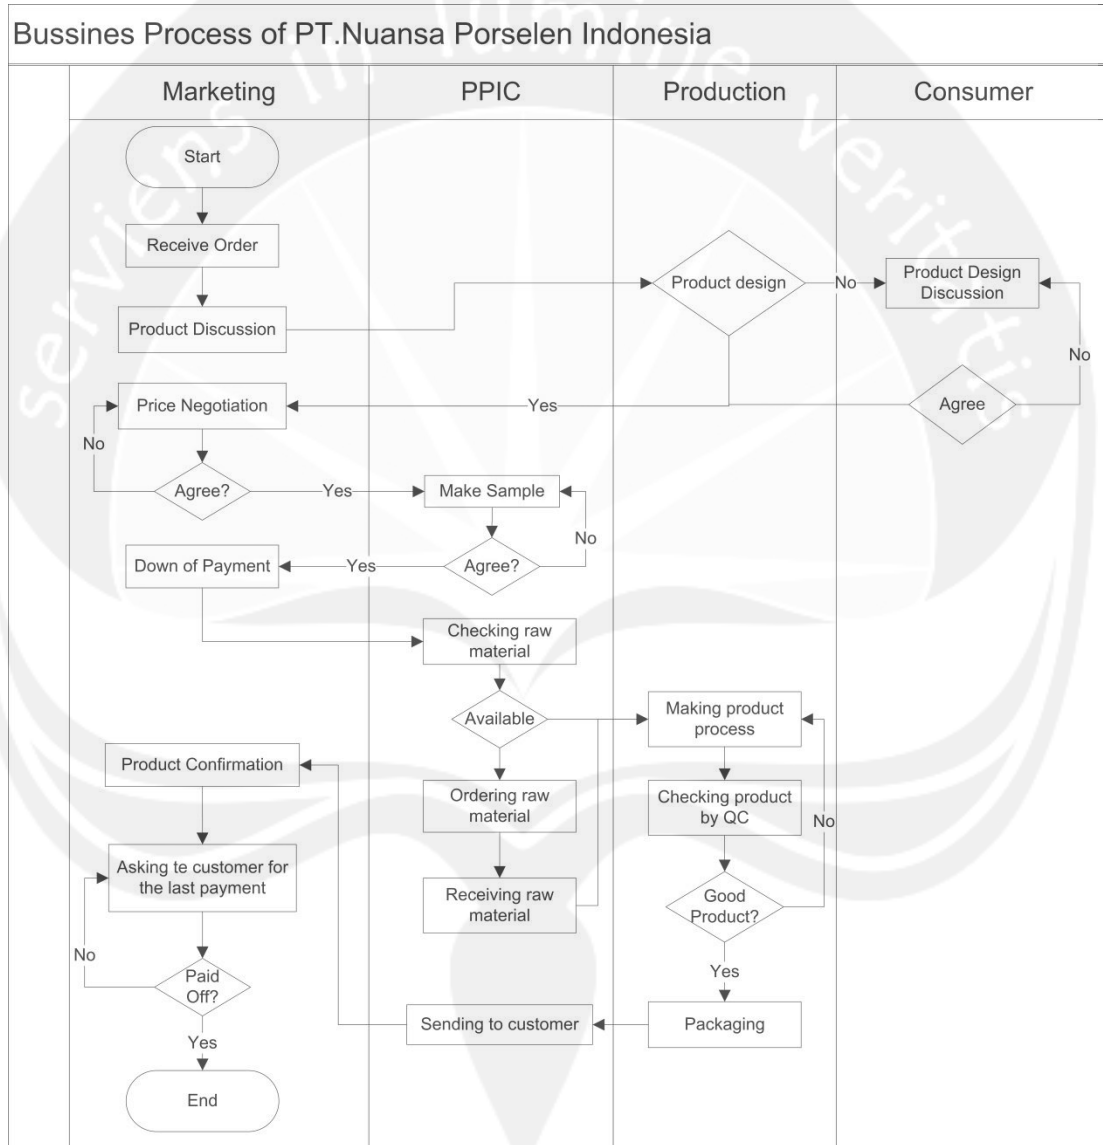 Bussines Process of PT.Nuansa Porselen Indonesia
Marketing
PPIC
Production
Consumer
Start
Receive Order
Product Discussion
Product design
No
Product Design
Discussion
No
Agree
Yes
Price Negotiation
No
Agree?
Yes
Make Sample
No
Agree?
Yes
Down of Payment
Checking raw
material
Available
Ordering raw
material
Receiving raw
material
Making product
process
Checking product
by QC
No
Good
Product?
Yes
Packaging
Sending to customer
Product Confirmation
Asking te customer for
the last payment
No
Paid
Off?
Yes
End
serviens in lumine veritatis